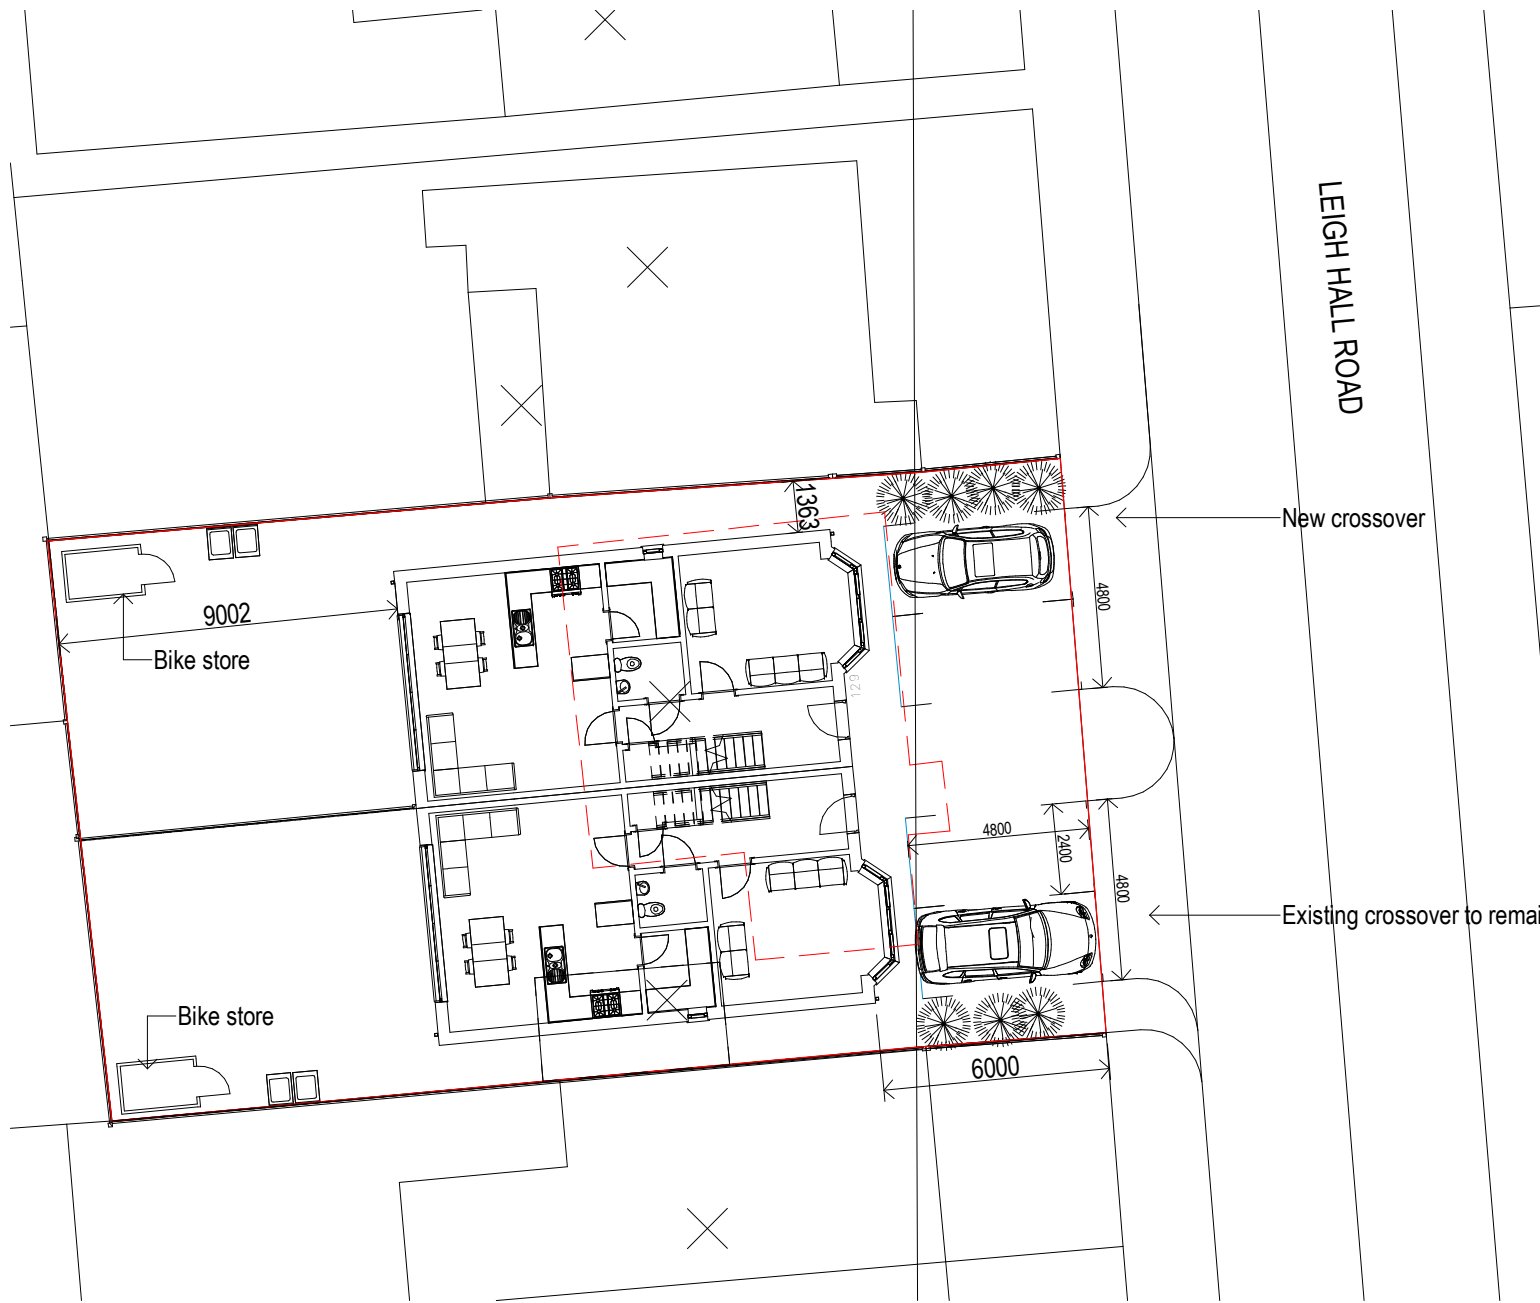 LEIGH HALL ROAD
1363
New crossover
4800
9002
Bike store
129
4800
2400
4800
Existing crossover to remai
Bike store
6000